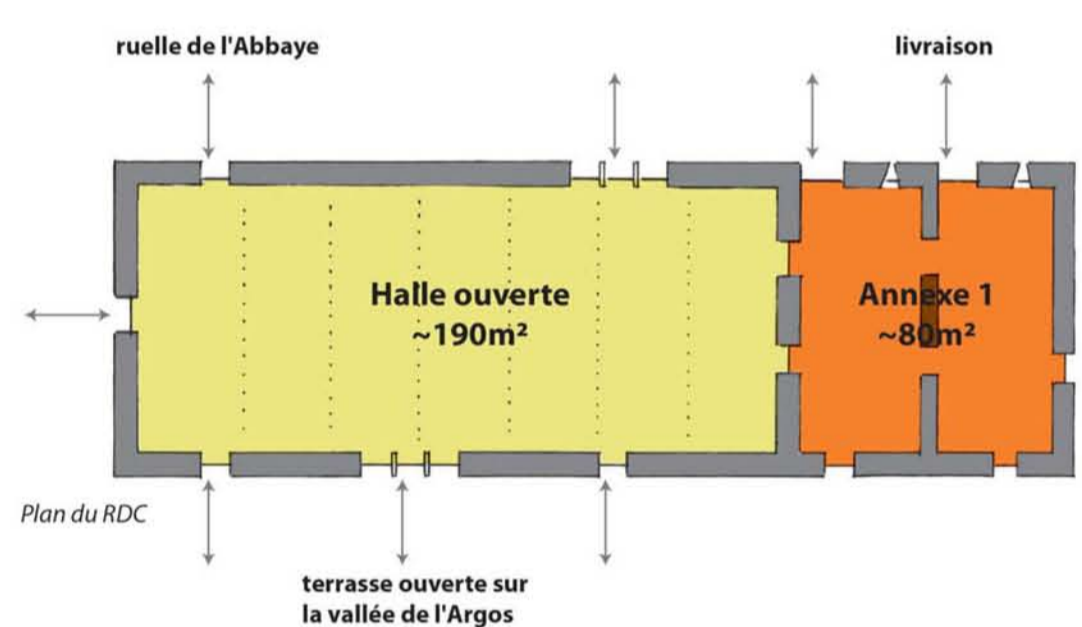 ruelle de l'Abbaye
livraison
Halle ouverte
~190m²
Annexe 1
~80m²
Plan du RDC
terrasse ouverte sur
la vallée de l'Argos